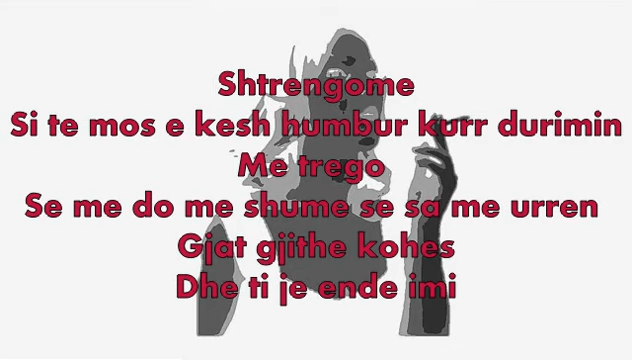 Shtrengome
Si te mos e kesh humbur kurr durimin
Me trego
Se me do me shume se sa me urren
Gjat gjithe kohes
Dhe ti je ende imi